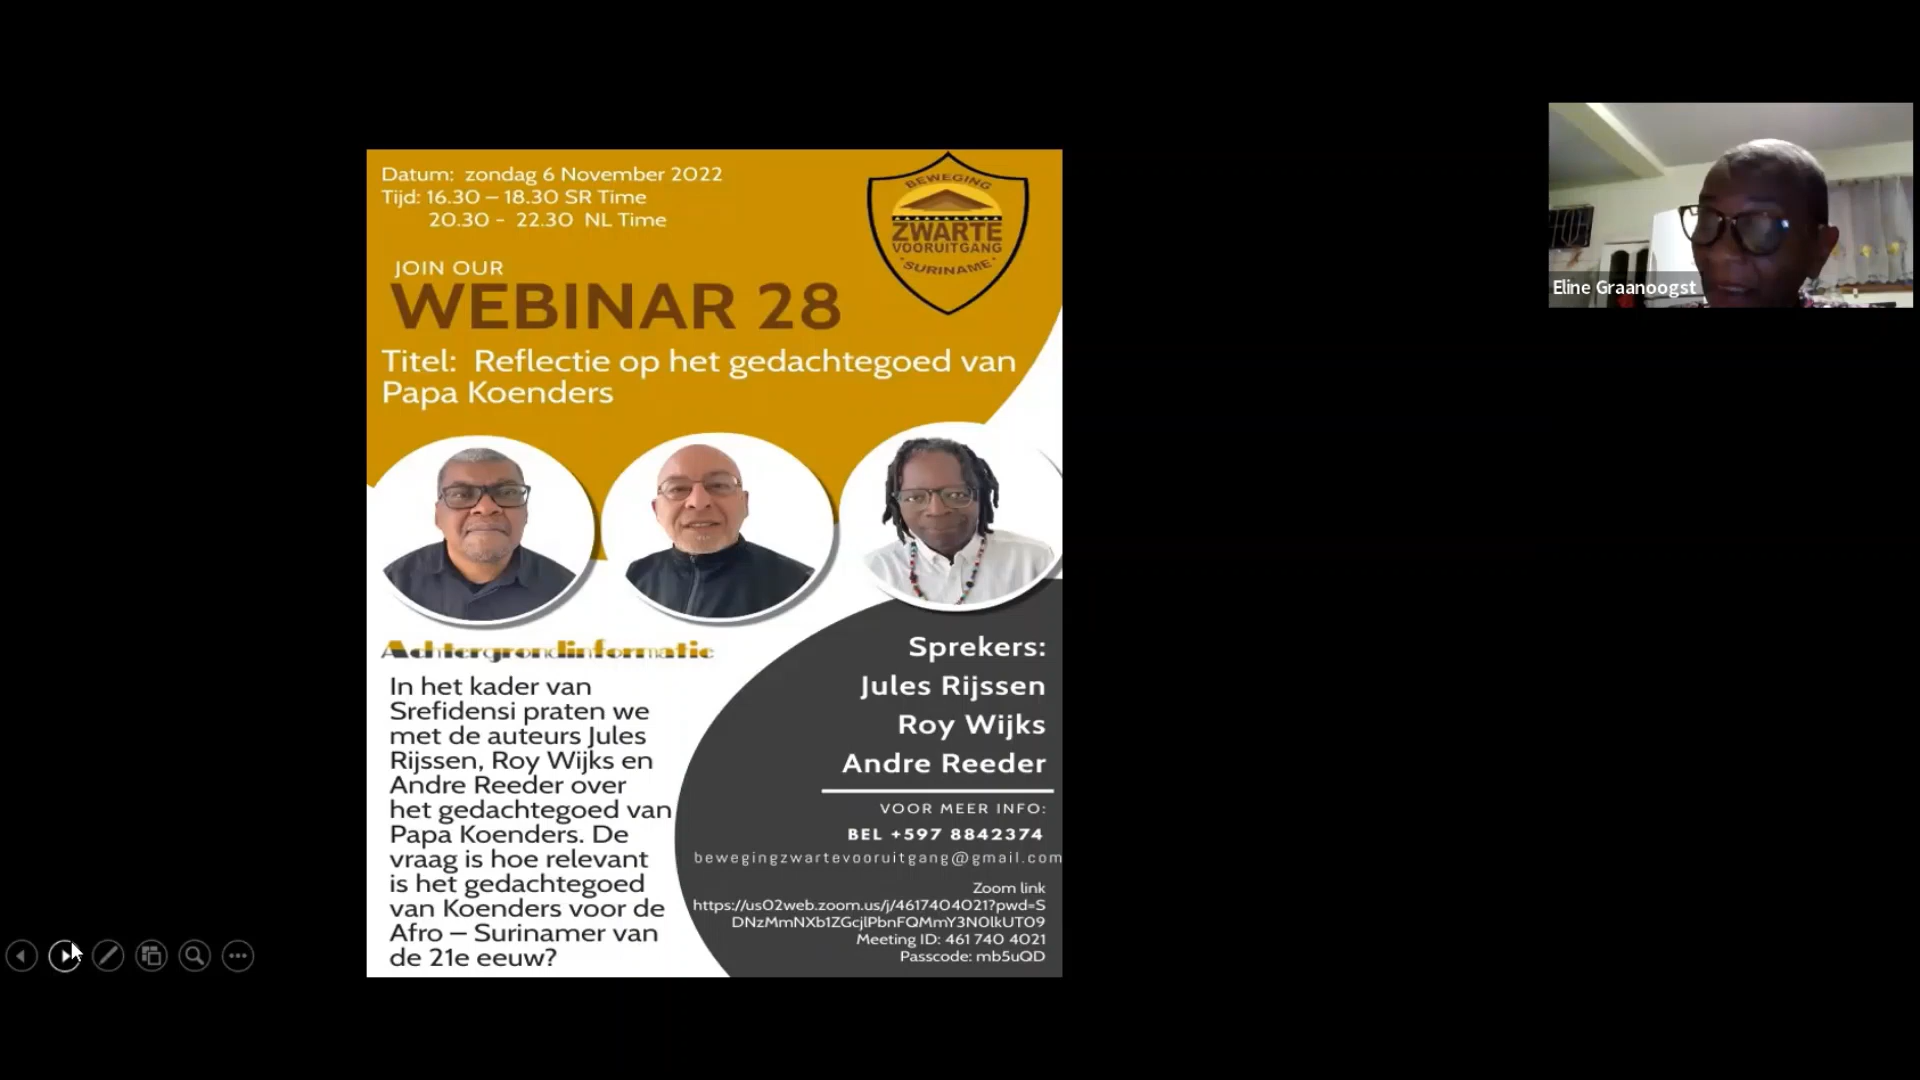 Datum: zondag 6 November 2022
Tijd: 16.30 – 18.30 SR Time
20.30 - 22.30 NL Time
BEWEGING
ZWARTE
VOORUITGANG
SURINAME
JOIN OUR
WEBINAR 28
Titel: Reflectie op het gedachtegoed van
Papa Koenders
Achtergrondinformatie
In het kader van
Srefidensi praten we
met de auteurs Jules
Rijssen, Roy Wijks en
Andre Reeder over
het gedachtegoed van
Papa Koenders. De
vraag is hoe relevant
is het gedachtegoed
van Koenders voor de
Afro – Surinamer van
de 21e eeuw?
Sprekers:
Jules Rijssen
Roy Wijks
Andre Reeder
VOOR MEER INFO:
BEL +597 8842374
bewegingzwartevooruitgang@gmail.com
Zoom link
https://us02web.zoom.us/j/4617404021?pwd=S
DNzMmNXb1ZGcjlPbnFQMmY3N0lkUT09
Meeting ID: 461 740 4021
Passcode: mb5uQD
Eline Graanoogst